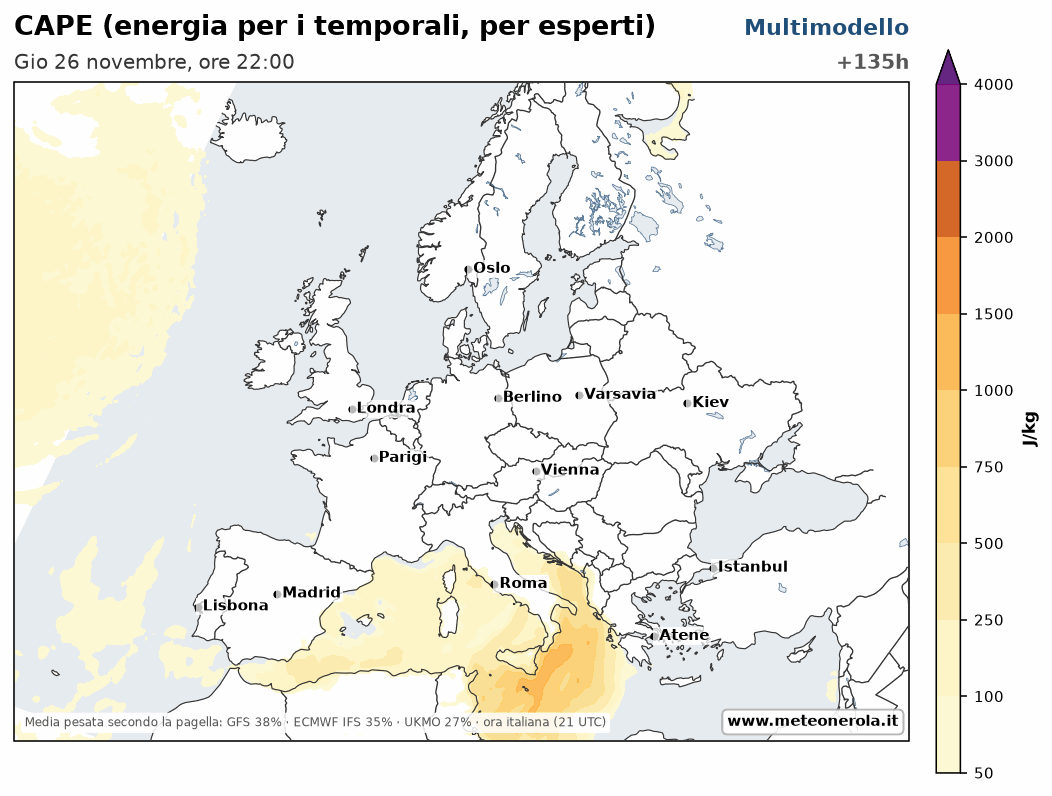 CAPE (energia per i temporali, per esperti)
Multimodello
Gio 26 novembre, ore 22:00
+135h
4000
3000
2000
1500
1000
750
500
250
100
50
J/kg
Oslo
Berlino
Varsavia
Kiev
Londra
Parigi
Vienna
Istanbul
Roma
Madrid
Lisbona
Atene
Media pesata secondo la pagella: GFS 38% · ECMWF IFS 35% · UKMO 27% · ora italiana (21 UTC)
www.meteonerola.it